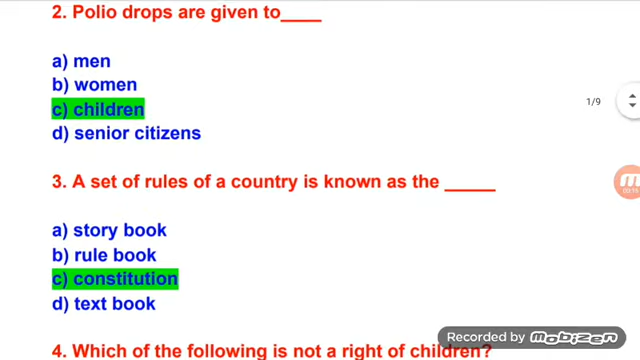 2. Polio drops are given to____
a) men
b) women
c) children
d) senior citizens
1/9
3. A set of rules of a country is known as the _____
a) story book
b) rule book
c) constitution
d) text book
4. Which of the following is not a right of children?
Recorded by mobizen